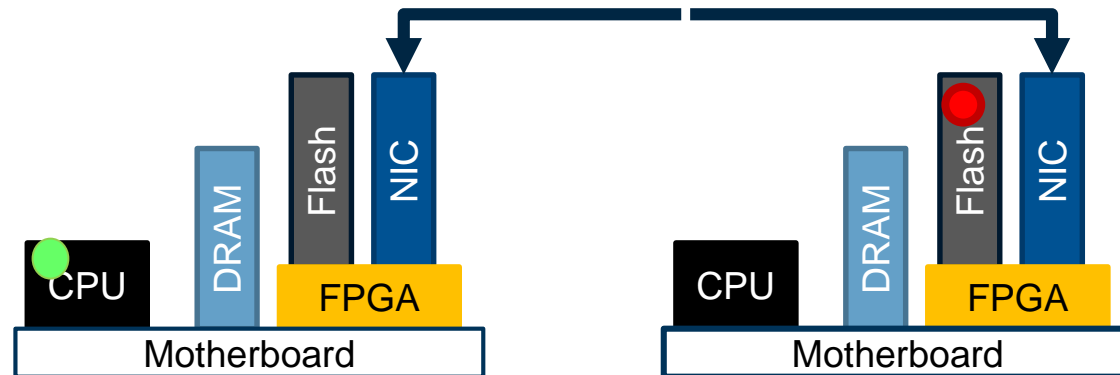 CPU
DRAM
Flash
NIC
FPGA
Motherboard
CPU
DRAM
Flash
NIC
FPGA
Motherboard